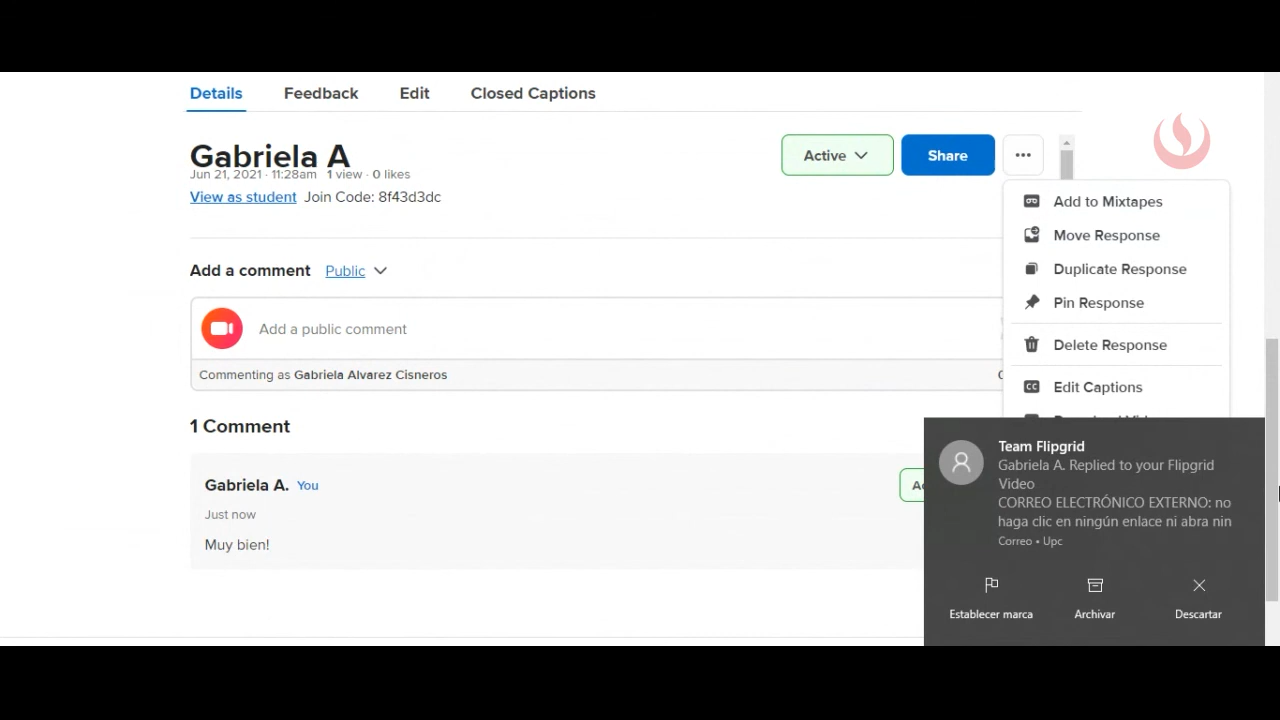 Details Feedback Edit Closed Captions
Gabriela A
Active
Share
Jun 21, 2021 · 11:28am 1 view · 0 likes
View as student Join Code: 8f43d3dc
Add to Mixtapes
Move Response
Duplicate Response
Pin Response
Delete Response
Edit Captions
Add a comment Public
Add a public comment
Commenting as Gabriela Alvarez Cisneros
1 Comment
Gabriela A. You
Just now
Muy bien!
Team Flipgrid
Gabriela A. Replied to your Flipgrid
Video
CORREO ELECTRÓNICO EXTERNO: no
haga clic en ningún enlace ni abra nin
Correo • Upc
Establecer marca Archivar Descartar